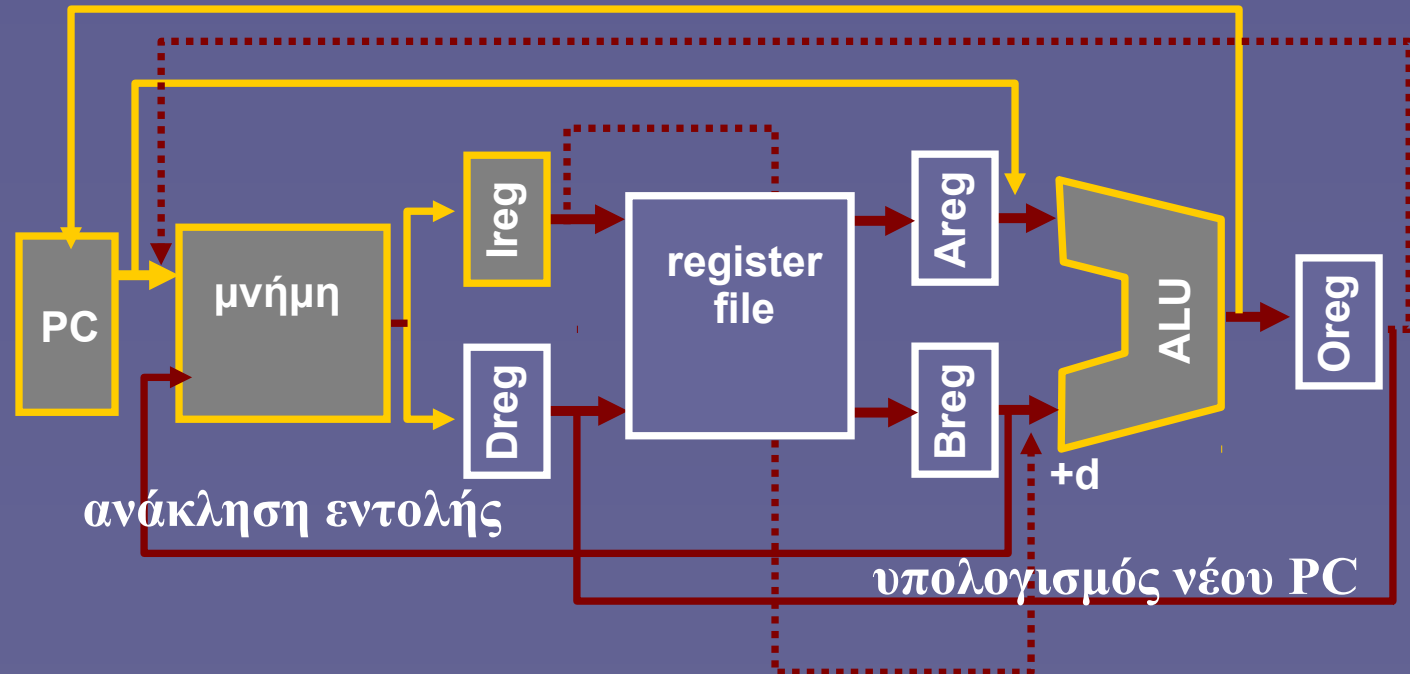 PC
μνήμη
Ireg
Dreg
register
file
Areg
Breg
ALU
Oreg
+d
ανάκληση εντολής
υπολογισμός νέου PC